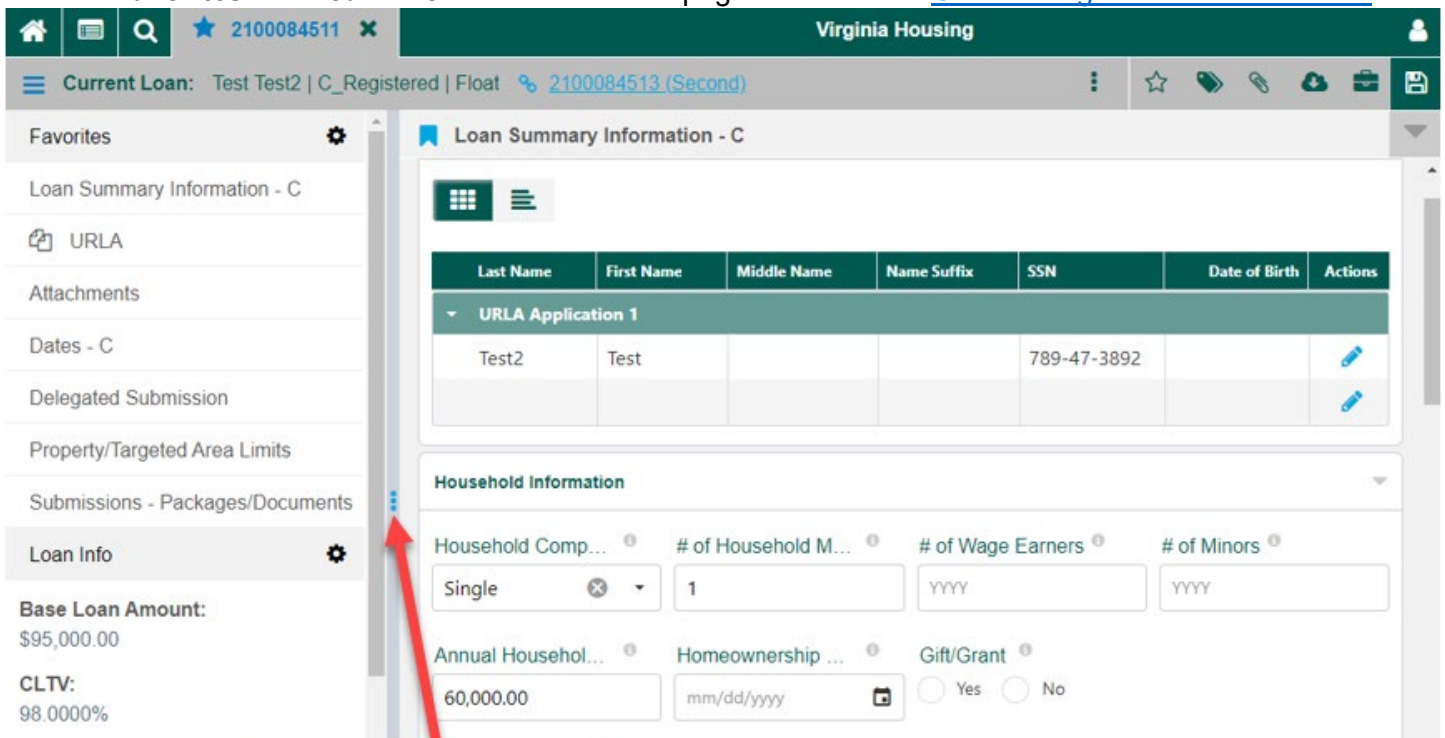 2100084511 Virginia Housing
Current Loan: Test Test2 | C_Registered | Float 2100084513 (Second)
Favorites
Loan Summary Information - C
URLA
Attachments
Dates - C
Delegated Submission
Property/Targeted Area Limits
Submissions - Packages/Documents
Loan Info
Base Loan Amount:
$95,000.00
CLTV:
98.0000%
Loan Summary Information - C
Last Name First Name Middle Name Name Suffix SSN Date of Birth Actions
URLA Application 1
Test2 Test 789-47-3892
Household Information
Household Comp... # of Household M... # of Wage Earners # of Minors
Single 1 YYYY YYYY
Annual Househol... Homeownership ... Gift/Grant
60,000.00 mm/dd/yyyy Yes No